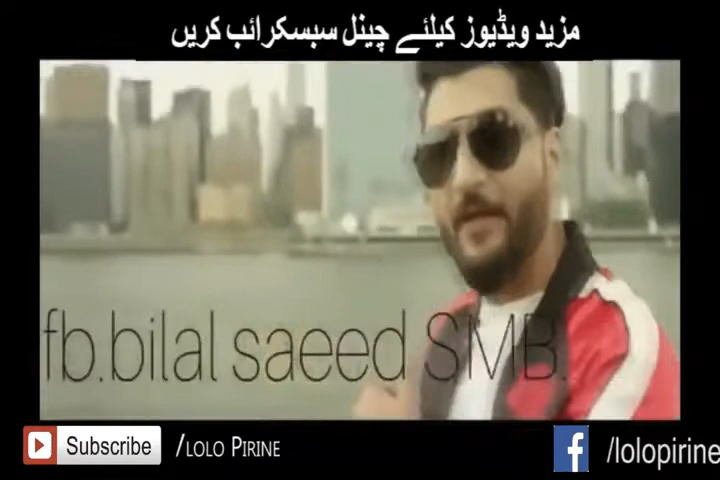 مزید ویڈیوز کیلئے چینل سبسکرائب کریں
fb.bilal saeed SMB.
Subscribe /LOLO PIRINE
f /lolopirine